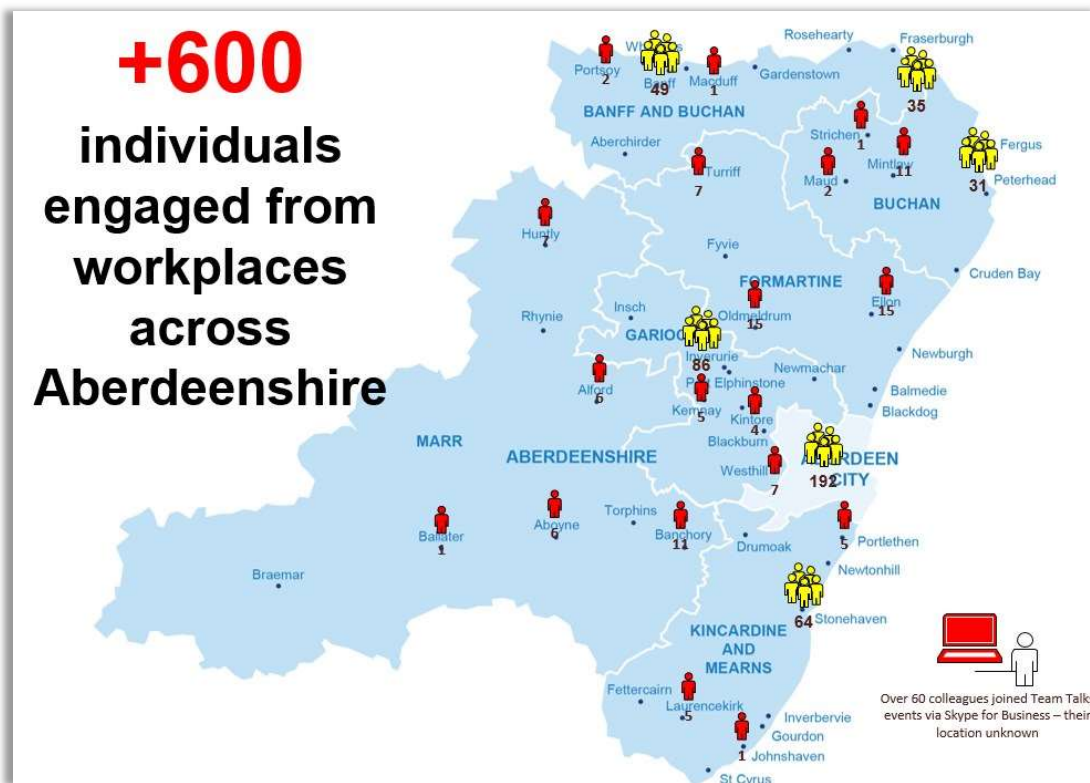 +600
individuals
engaged from
workplaces
across
Aberdeenshire
Rosehearty
Fraserburgh
35
Portsoy
2
Banff
49
Macduff
1
Gardenstown
BANFF AND BUCHAN
Aberchirder
Strichen
1
Mintlaw
11
Maud
2
Fergus
31
Peterhead
BUCHAN
Turriff
7
Huntly
7
Fyvie
Cruden Bay
FORMARTINE
Ellon
15
Oldmeldrum
15
Insch
Rhynie
Inverurie
86
Newburgh
Newmachar
Balmedie
Blackdog
Alford
Elphinstone
Kemnay
5
Kintore
4
Blackburn
MARR
ABERDEENSHIRE
Westhill
7
CITY
192
Torphins
Aboyne
6
Banchory
11
Drumoak
Portlethen
5
Ballater
1
Newtonhill
Braemar
Stonehaven
64
KINCARDINE
AND
MEARNS
Fettercairn
Laurencekirk
5
Inverbervie
Gourdon
Johnshaven
1
St Cyrus
Over 60 colleagues joined Team Talk
events via Skype for Business – their
location unknown